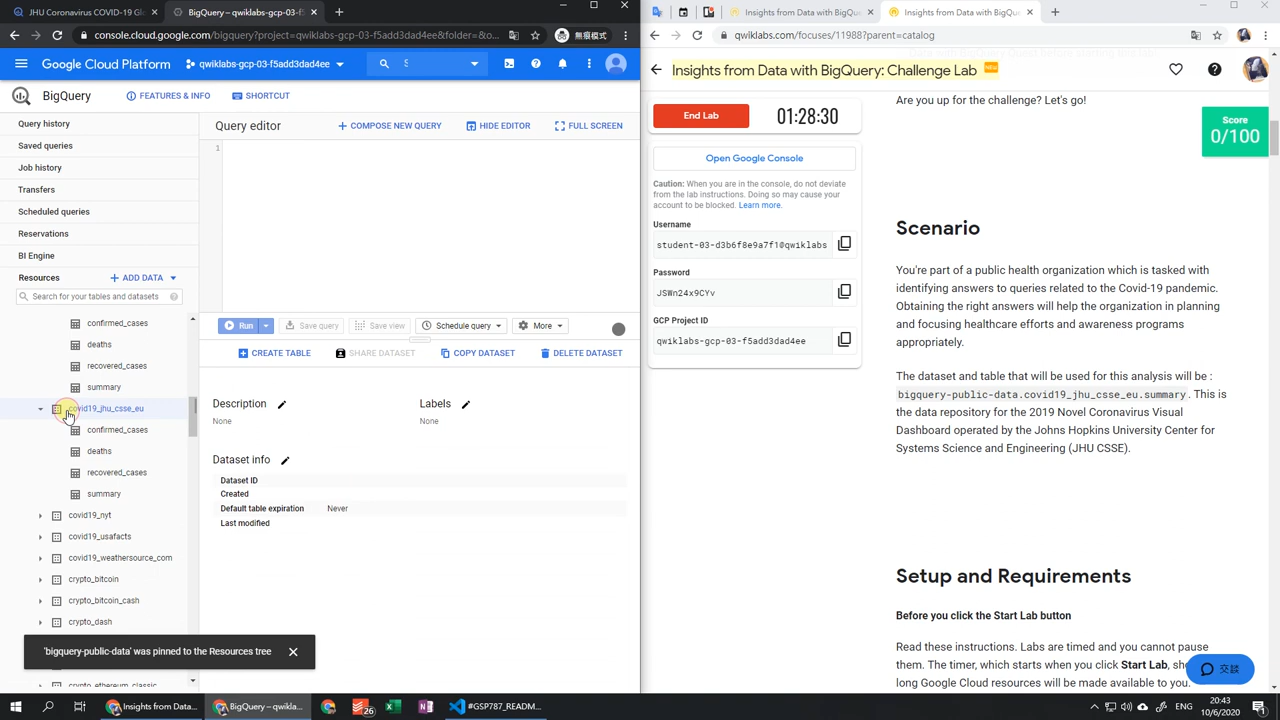 JHU Coronavirus COVID-19 Gl
BigQuery – qwiklabs-gcp-03-f5
console.cloud.google.com/bigquery?project=qwiklabs-gcp-03-f5add3dad4ee&folder=&o...
無痕模式
Google Cloud Platform
qwiklabs-gcp-03-f5add3dad4ee
S
BigQuery
FEATURES & INFO
SHORTCUT
Query history
Saved queries
Job history
Transfers
Scheduled queries
Reservations
BI Engine
Resources
ADD DATA
Search for your tables and datasets
confirmed_cases
deaths
recovered_cases
summary
covid19_jhu_csse_eu
confirmed_cases
deaths
recovered_cases
summary
covid19_nyt
covid19_usafacts
covid19_weathersource_com
crypto_bitcoin
crypto_bitcoin_cash
crypto_dash
crypto_ethereum_classic
'bigquery-public-data' was pinned to the Resources tree
Query editor
COMPOSE NEW QUERY
HIDE EDITOR
FULL SCREEN
1
Run
Save query
Save view
Schedule query
More
CREATE TABLE
SHARE DATASET
COPY DATASET
DELETE DATASET
Description
None
Labels
None
Dataset info
Dataset ID
Created
Default table expiration Never
Last modified
Insights from Data with BigQu
Insights from Data with BigQu
qwiklabs.com/focuses/11988?parent=catalog
Insights from Data with BigQuery: Challenge Lab
NEW
End Lab
01:28:30
Open Google Console
Caution: When you are in the console, do not deviate
from the lab instructions. Doing so may cause your
account to be blocked. Learn more.
Username
student-03-d3b6f8e9a7f1@qwiklabs
Password
JSWn24x9CYv
GCP Project ID
qwiklabs-gcp-03-f5add3dad4ee
Are you up for the challenge? Let's go!
Score
0/100
Scenario
You're part of a public health organization which is tasked with
identifying answers to queries related to the Covid-19 pandemic.
Obtaining the right answers will help the organization in planning
and focusing healthcare efforts and awareness programs
appropriately.
The dataset and table that will be used for this analysis will be :
bigquery-public-data.covid19_jhu_csse_eu.summary. This is
the data repository for the 2019 Novel Coronavirus Visual
Dashboard operated by the Johns Hopkins University Center for
Systems Science and Engineering (JHU CSSE).
Setup and Requirements
Before you click the Start Lab button
Read these instructions. Labs are timed and you cannot pause
them. The timer, which starts when you click Start Lab, sh
long Google Cloud resources will be made available to you.
交談
Insights from Data...
BigQuery – qwikla...
26
#GSP787_READM...
ENG
20:43
10/6/2020
1